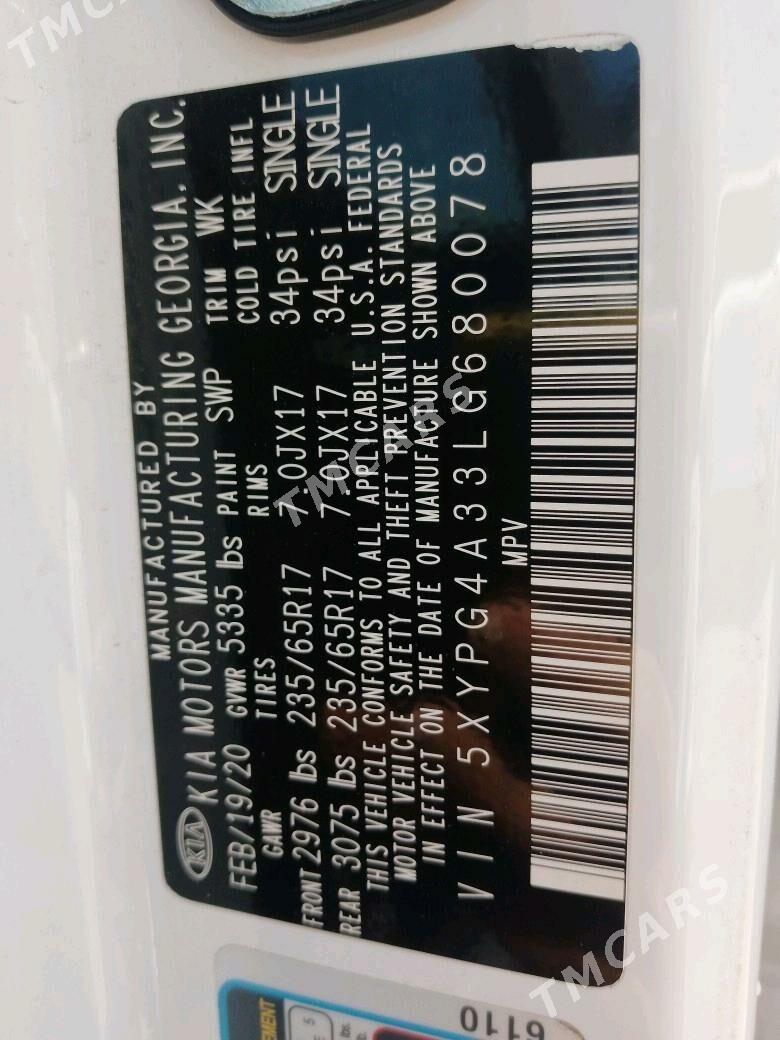 MANUFACTURED BY
KIA KIA MOTORS MANUFACTURING GEORGIA, INC.
FEB/19/20 GVWR 5335 lbs PAINT SWP TRIM WK
GAWR TIRES RIMS COLD TIRE INFL
FRONT 2976 lbs 235/65R17 7.0JX17 34psi SINGLE
REAR 3075 lbs 235/65R17 7.0JX17 34psi SINGLE
THIS VEHICLE CONFORMS TO ALL APPLICABLE U.S.A. FEDERAL
MOTOR VEHICLE SAFETY AND THEFT PREVENTION STANDARDS
IN EFFECT ON THE DATE OF MANUFACTURE SHOWN ABOVE
VIN 5XYPG4A33LG680078
MPV
6110
TMCARS
TMCARS
TMCARS
TMCARS